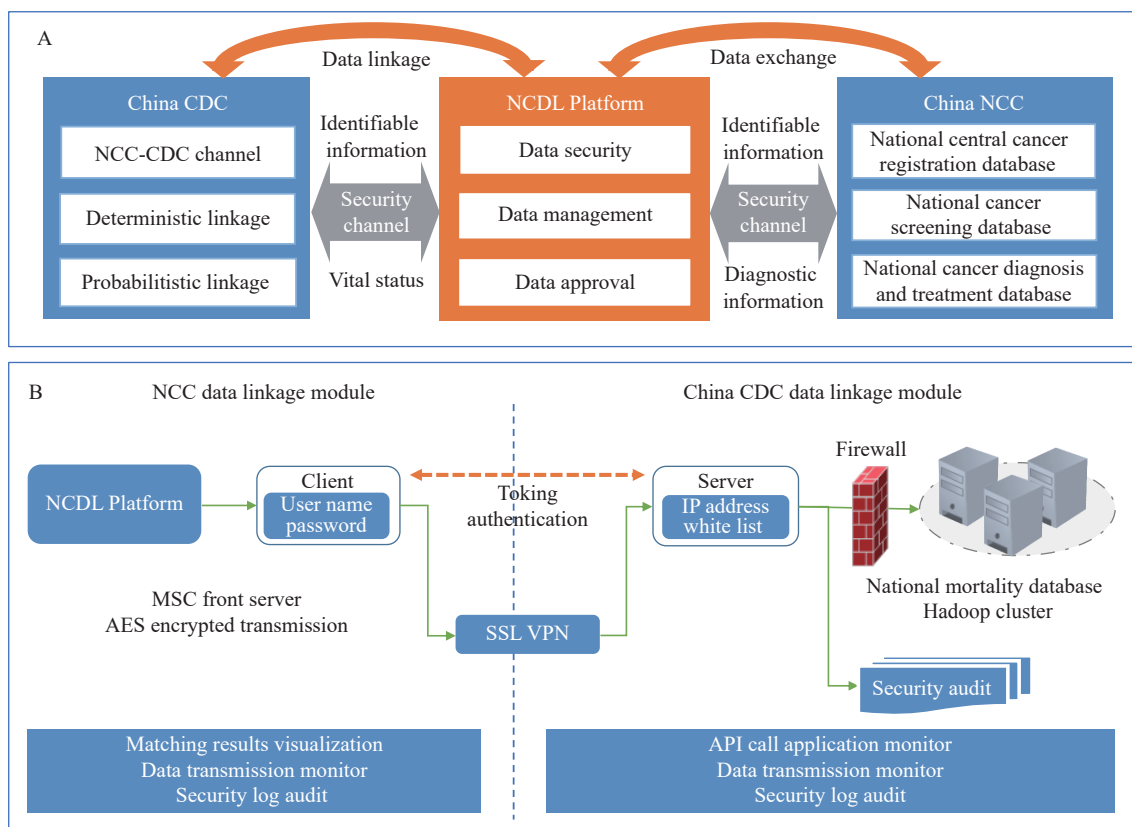 A
Data linkage
Data exchange
China CDC
NCC-CDC channel
Deterministic linkage
Probabilitistic linkage
Identifiable
information
Security
channel
Vital status
NCDL Platform
Data security
Data management
Data approval
Identifiable
information
Security
channel
Diagnostic
information
China NCC
National central cancer
registration database
National cancer
screening database
National cancer diagnosis
and treatment database
B
NCC data linkage module
China CDC data linkage module
NCDL Platform
Client
User name
password
Toking
authentication
Server
IP address
white list
Firewall
National mortality database
Hadoop cluster
MSC front server
AES encrypted transmission
SSL VPN
Security audit
Matching results visualization
Data transmission monitor
Security log audit
API call application monitor
Data transmission monitor
Security log audit